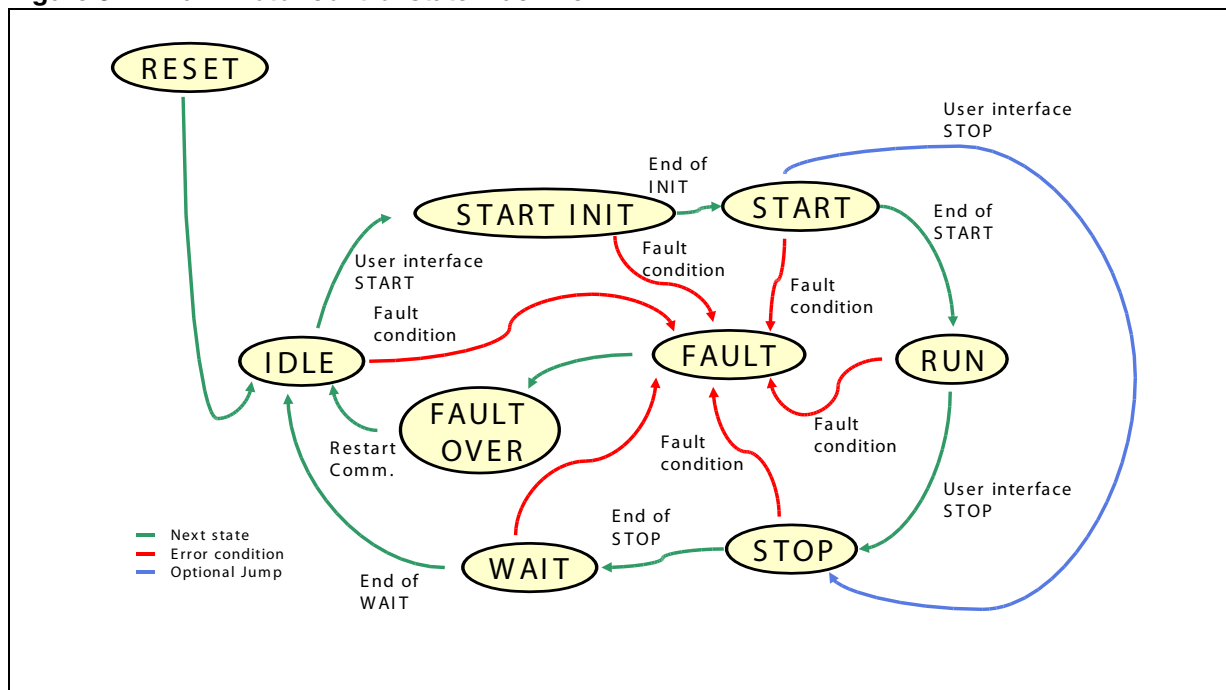 RESET
User interface
STOP
End of
INIT
START INIT
START
End of
START
User interface
START
Fault
condition
Fault
condition
Fault
condition
IDLE
FAULT
RUN
FAULT
OVER
Restart
Comm.
Fault
condition
Fault
condition
User interface
STOP
End of
STOP
STOP
WAIT
End of
WAIT
Next state
Error condition
Optional Jump